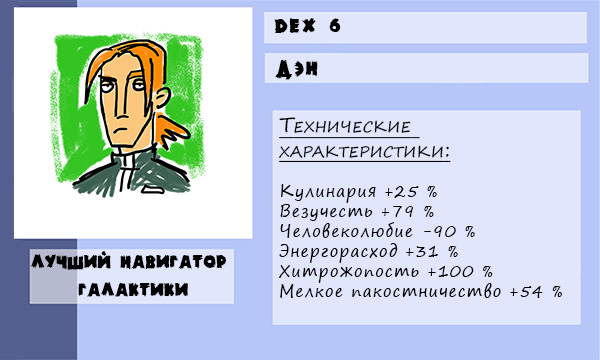 DEX 6
Дэн
Технические
характеристики:
Кулинария +25 %
Везучесть +79 %
Человеколюбие -90 %
Энергорасход +31 %
Хитрожопость +100 %
Мелкое пакостничество +54 %
ЛУЧШИЙ НАВИГАТОР
ГАЛАКТИКИ